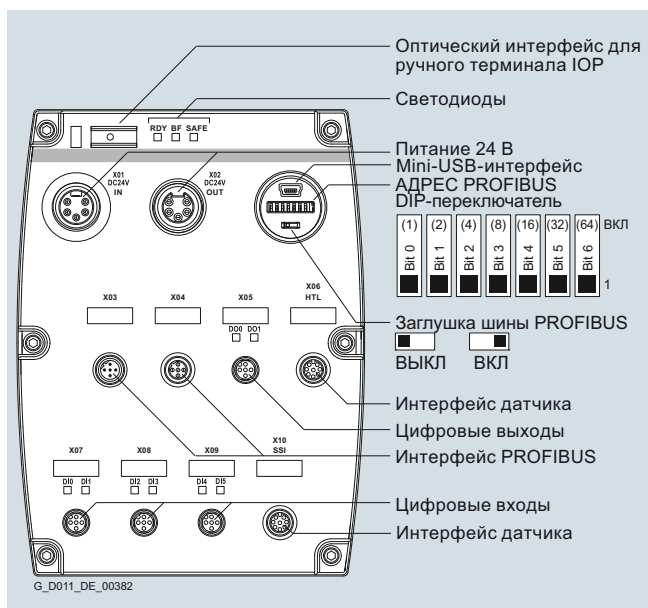 Оптический интерфейс для
ручного терминала IOP
Светодиоды
RDY BF SAFE
Питание 24 В
Mini-USB-интерфейс
АДРЕС PROFIBUS
DIP-переключатель
X01
DC24V
IN
X02
DC24V
OUT
(1) (2) (4) (8) (16) (32) (64) ВКЛ
Bit 0 Bit 1 Bit 2 Bit 3 Bit 4 Bit 5 Bit 6
1
X03 X04 X05 X06
HTL
DO0 DO1
Заглушка шины PROFIBUS
ВЫКЛ ВКЛ
Интерфейс датчика
Цифровые выходы
Интерфейс PROFIBUS
X07 X08 X09 X10
SSI
DI0 DI1 DI2 DI3 DI4 DI5
Цифровые входы
Интерфейс датчика
G_D011_DE_00382